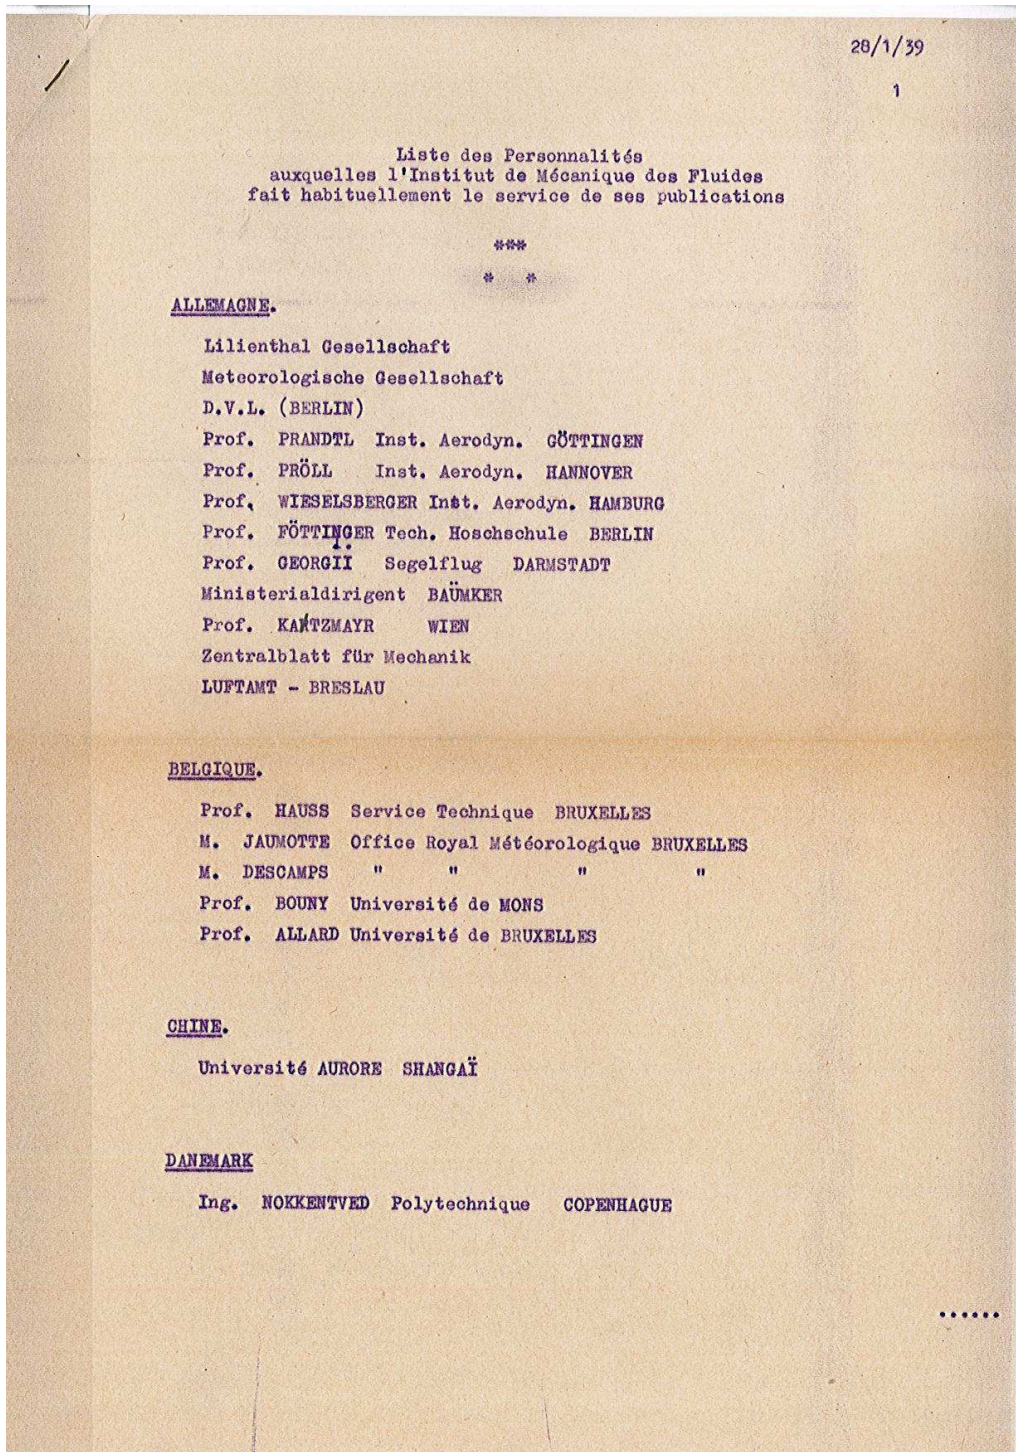 28/1/39
1
Liste des Personnalités
auxquelles l'Institut de Mécanique des Fluides
fait habituellement le service de ses publications
***
* *
ALLEMAGNE.
Lilienthal Gesellschaft
Meteorologische Gesellschaft
D.V.L. (BERLIN)
Prof. PRANDTL Inst. Aerodyn. GÖTTINGEN
Prof. PRÖLL Inst. Aerodyn. HANNOVER
Prof. WIESELSBERGER Inst. Aerodyn. HAMBURG
Prof. FÖTTINGER Tech. Hoschschule BERLIN
Prof. GEORGII Segelflug DARMSTADT
Ministerialdirigent BAÜMKER
Prof. KATZMAYR WIEN
Zentralblatt für Mechanik
LUFTAMT - BRESLAU
BELGIQUE.
Prof. HAUSS Service Technique BRUXELLES
M. JAUMOTTE Office Royal Météorologique BRUXELLES
M. DESCAMPS " " " "
Prof. BOUNY Université de MONS
Prof. ALLARD Université de BRUXELLES
CHINE.
Université AURORE SHANGAÏ
DANEMARK
Ing. NOKKENTVED Polytechnique COPENHAGUE
......